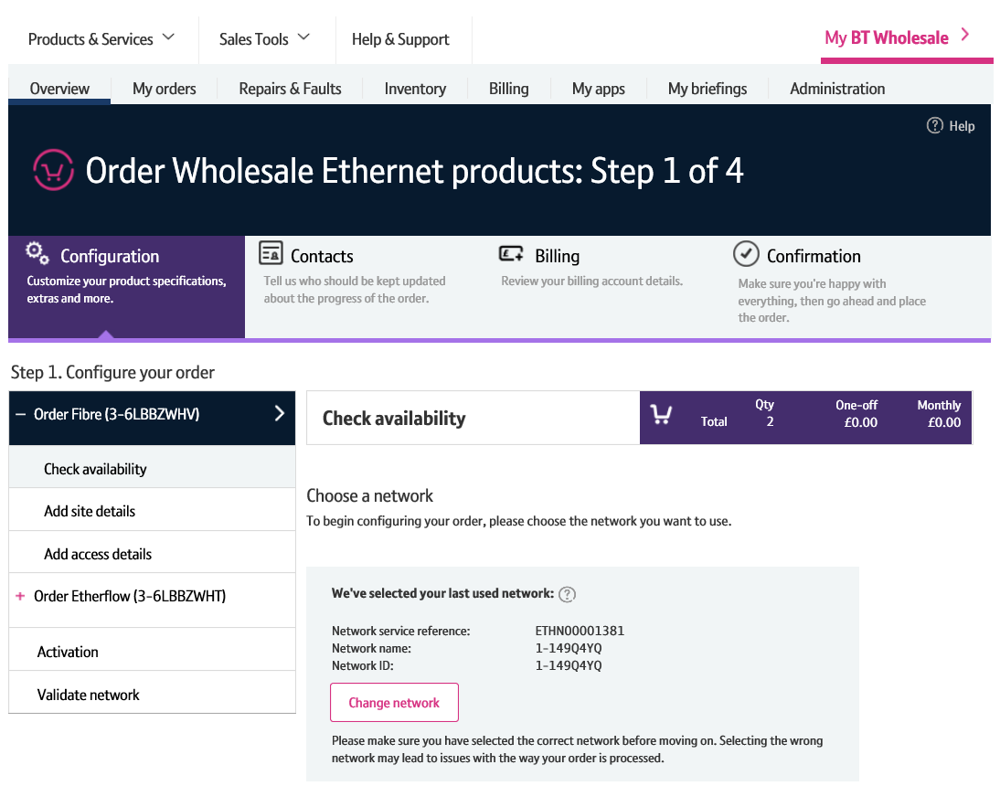 Products & Services
Sales Tools
Help & Support
My BT Wholesale
Overview
My orders
Repairs & Faults
Inventory
Billing
My apps
My briefings
Administration
? Help
Order Wholesale Ethernet products: Step 1 of 4
Configuration
Customize your product specifications,
extras and more.
Contacts
Tell us who should be kept updated
about the progress of the order.
£
Billing
Review your billing account details.
Confirmation
Make sure you're happy with
everything, then go ahead and place
the order.
Step 1. Configure your order
– Order Fibre (3-6LBBZWHV)
Check availability
Add site details
Add access details
+ Order Etherflow (3-6LBBZWHT)
Activation
Validate network
Check availability
Total
Qty
2
One-off
£0.00
Monthly
£0.00
Choose a network
To begin configuring your order, please choose the network you want to use.
We've selected your last used network: ?
Network service reference: ETHN00001381
Network name: 1-149Q4YQ
Network ID: 1-149Q4YQ
Change network
Please make sure you have selected the correct network before moving on. Selecting the wrong
network may lead to issues with the way your order is processed.